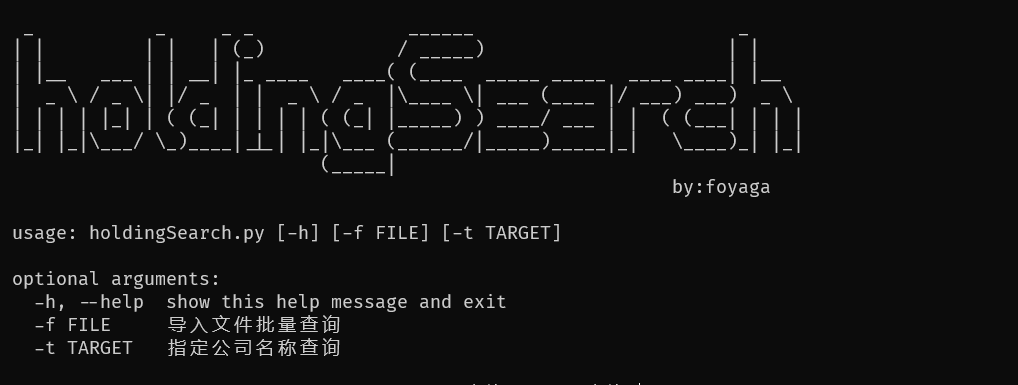 holdingSearch
by:foyaga
usage: holdingSearch.py [-h] [-f FILE] [-t TARGET]
optional arguments:
-h, --help  show this help message and exit
-f FILE     导入文件批量查询
-t TARGET   指定公司名称查询